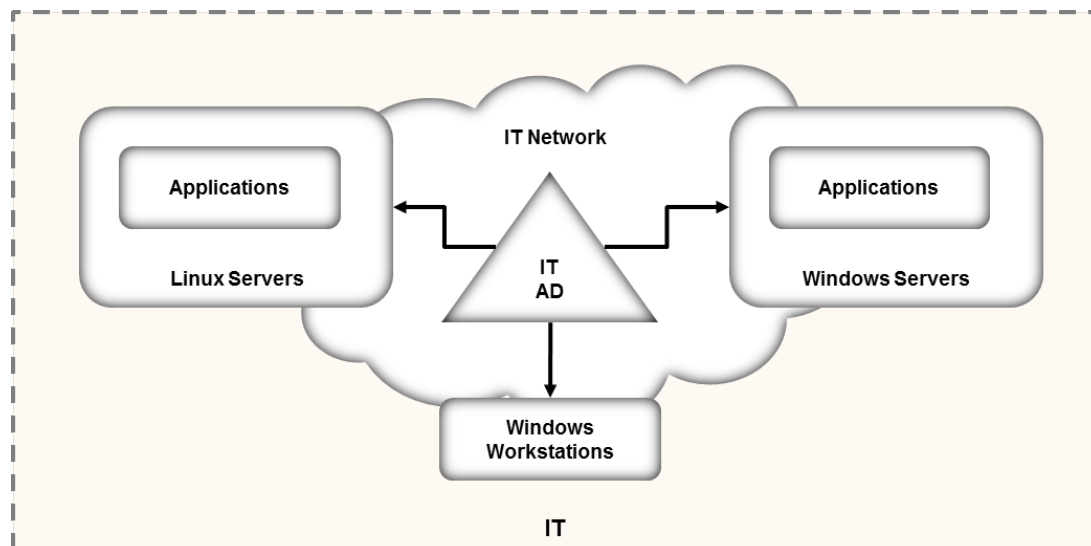 IT Network
Applications
Linux Servers
IT
AD
Applications
Windows Servers
Windows
Workstations
IT